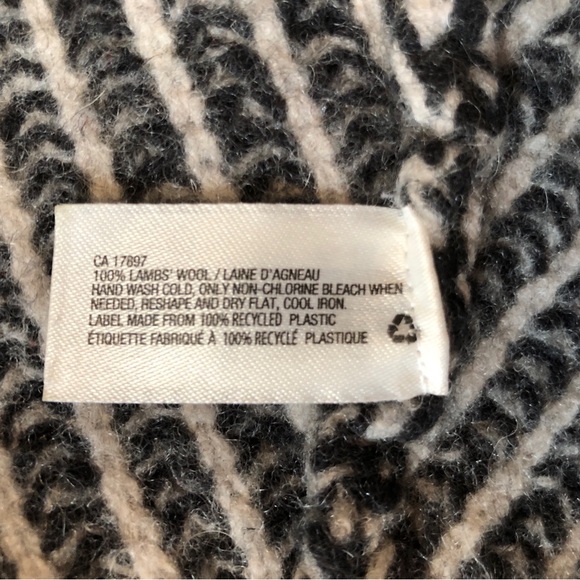 CA 17897
100% LAMBS' WOOL / LAINE D'AGNEAU
HAND WASH COLD, ONLY NON-CHLORINE BLEACH WHEN
NEEDED, RESHAPE AND DRY FLAT, COOL IRON.
LABEL MADE FROM 100% RECYCLED PLASTIC
ÉTIQUETTE FABRIQUÉ À 100% RECYCLÉ PLASTIQUE